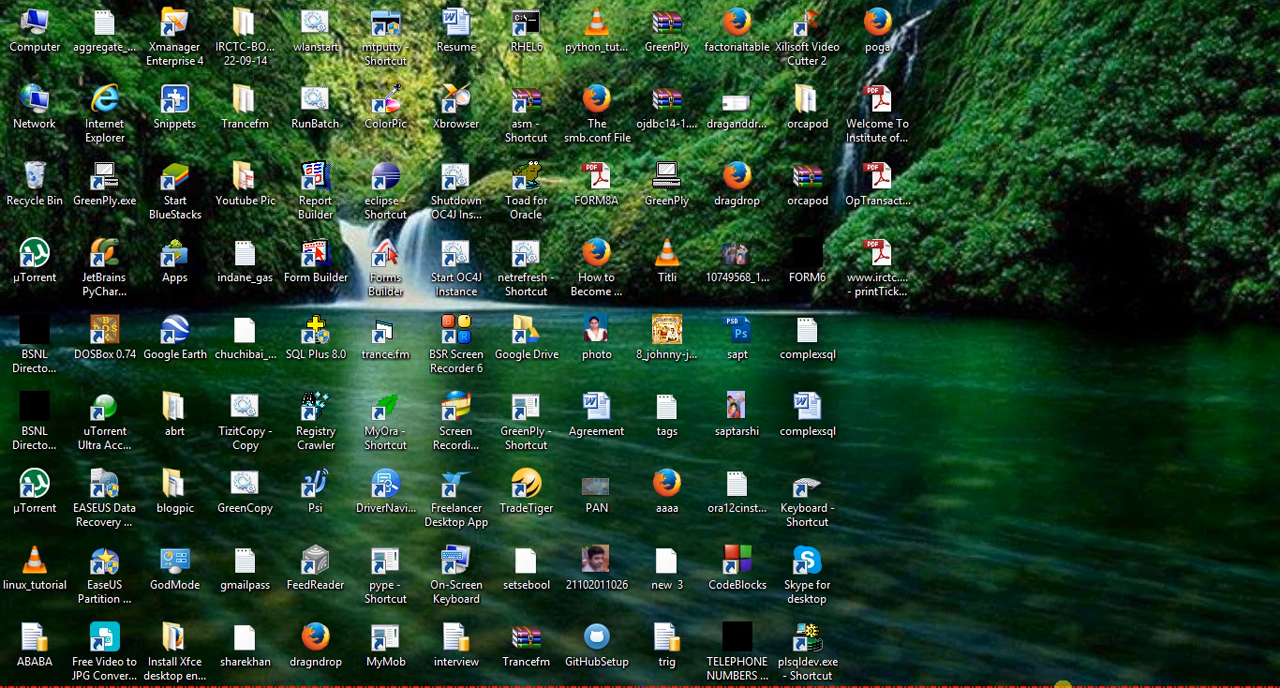 Computer
aggregate_...
Xmanager
Enterprise 4
IRCTC-BO...
22-09-14
wlanstart
mtputty -
Shortcut
Resume
RHEL6
python_tut...
GreenPly
factorialtable
Xilisoft Video
Cutter 2
poga
Network
Internet
Explorer
Snippets
Trancefm
RunBatch
ColorPic
Xbrowser
asm -
Shortcut
The
smb.conf File
ojdbc14-1....
draganddr...
orcapod
Welcome To
Institute of...
Recycle Bin
GreenPly.exe
Start
BlueStacks
Youtube Pic
Report
Builder
eclipse -
Shortcut
Shutdown
OC4J Ins...
Toad for
Oracle
FORM8A
GreenPly
dragdrop
orcapod
OpTransact...
µTorrent
JetBrains
PyChar...
Apps
indane_gas
Form Builder
Forms
Builder
Start OC4J
Instance
netrefresh -
Shortcut
How to
Become ...
Titli
10749568_1...
FORM6
www.irctc....
- printTick...
BSNL
Directo...
DOSBox 0.74
Google Earth
chuchibai_...
SQL Plus 8.0
trance.fm
BSR Screen
Recorder 6
Google Drive
photo
8_johnny-j...
sapt
complexsql
BSNL
Directo...
uTorrent
Ultra Acc...
abrt
TizitCopy -
Copy
Registry
Crawler
MyOra -
Shortcut
Screen
Recordi...
GreenPly -
Shortcut
Agreement
tags
saptarshi
complexsql
µTorrent
EASEUS Data
Recovery ...
blogpic
GreenCopy
Psi
DriverNavi...
Freelancer
Desktop App
TradeTiger
PAN
aaaa
ora12cinst...
Keyboard -
Shortcut
linux_tutorial
EaseUS
Partition ...
GodMode
gmailpass
FeedReader
pype -
Shortcut
On-Screen
Keyboard
setsebool
21102011026
new 3
CodeBlocks
Skype for
desktop
ABABA
Free Video to
JPG Conver...
Install Xfce
desktop en...
sharekhan
dragndrop
MyMob
interview
Trancefm
GitHubSetup
trig
TELEPHONE
NUMBERS ...
plsqldev.exe
- Shortcut